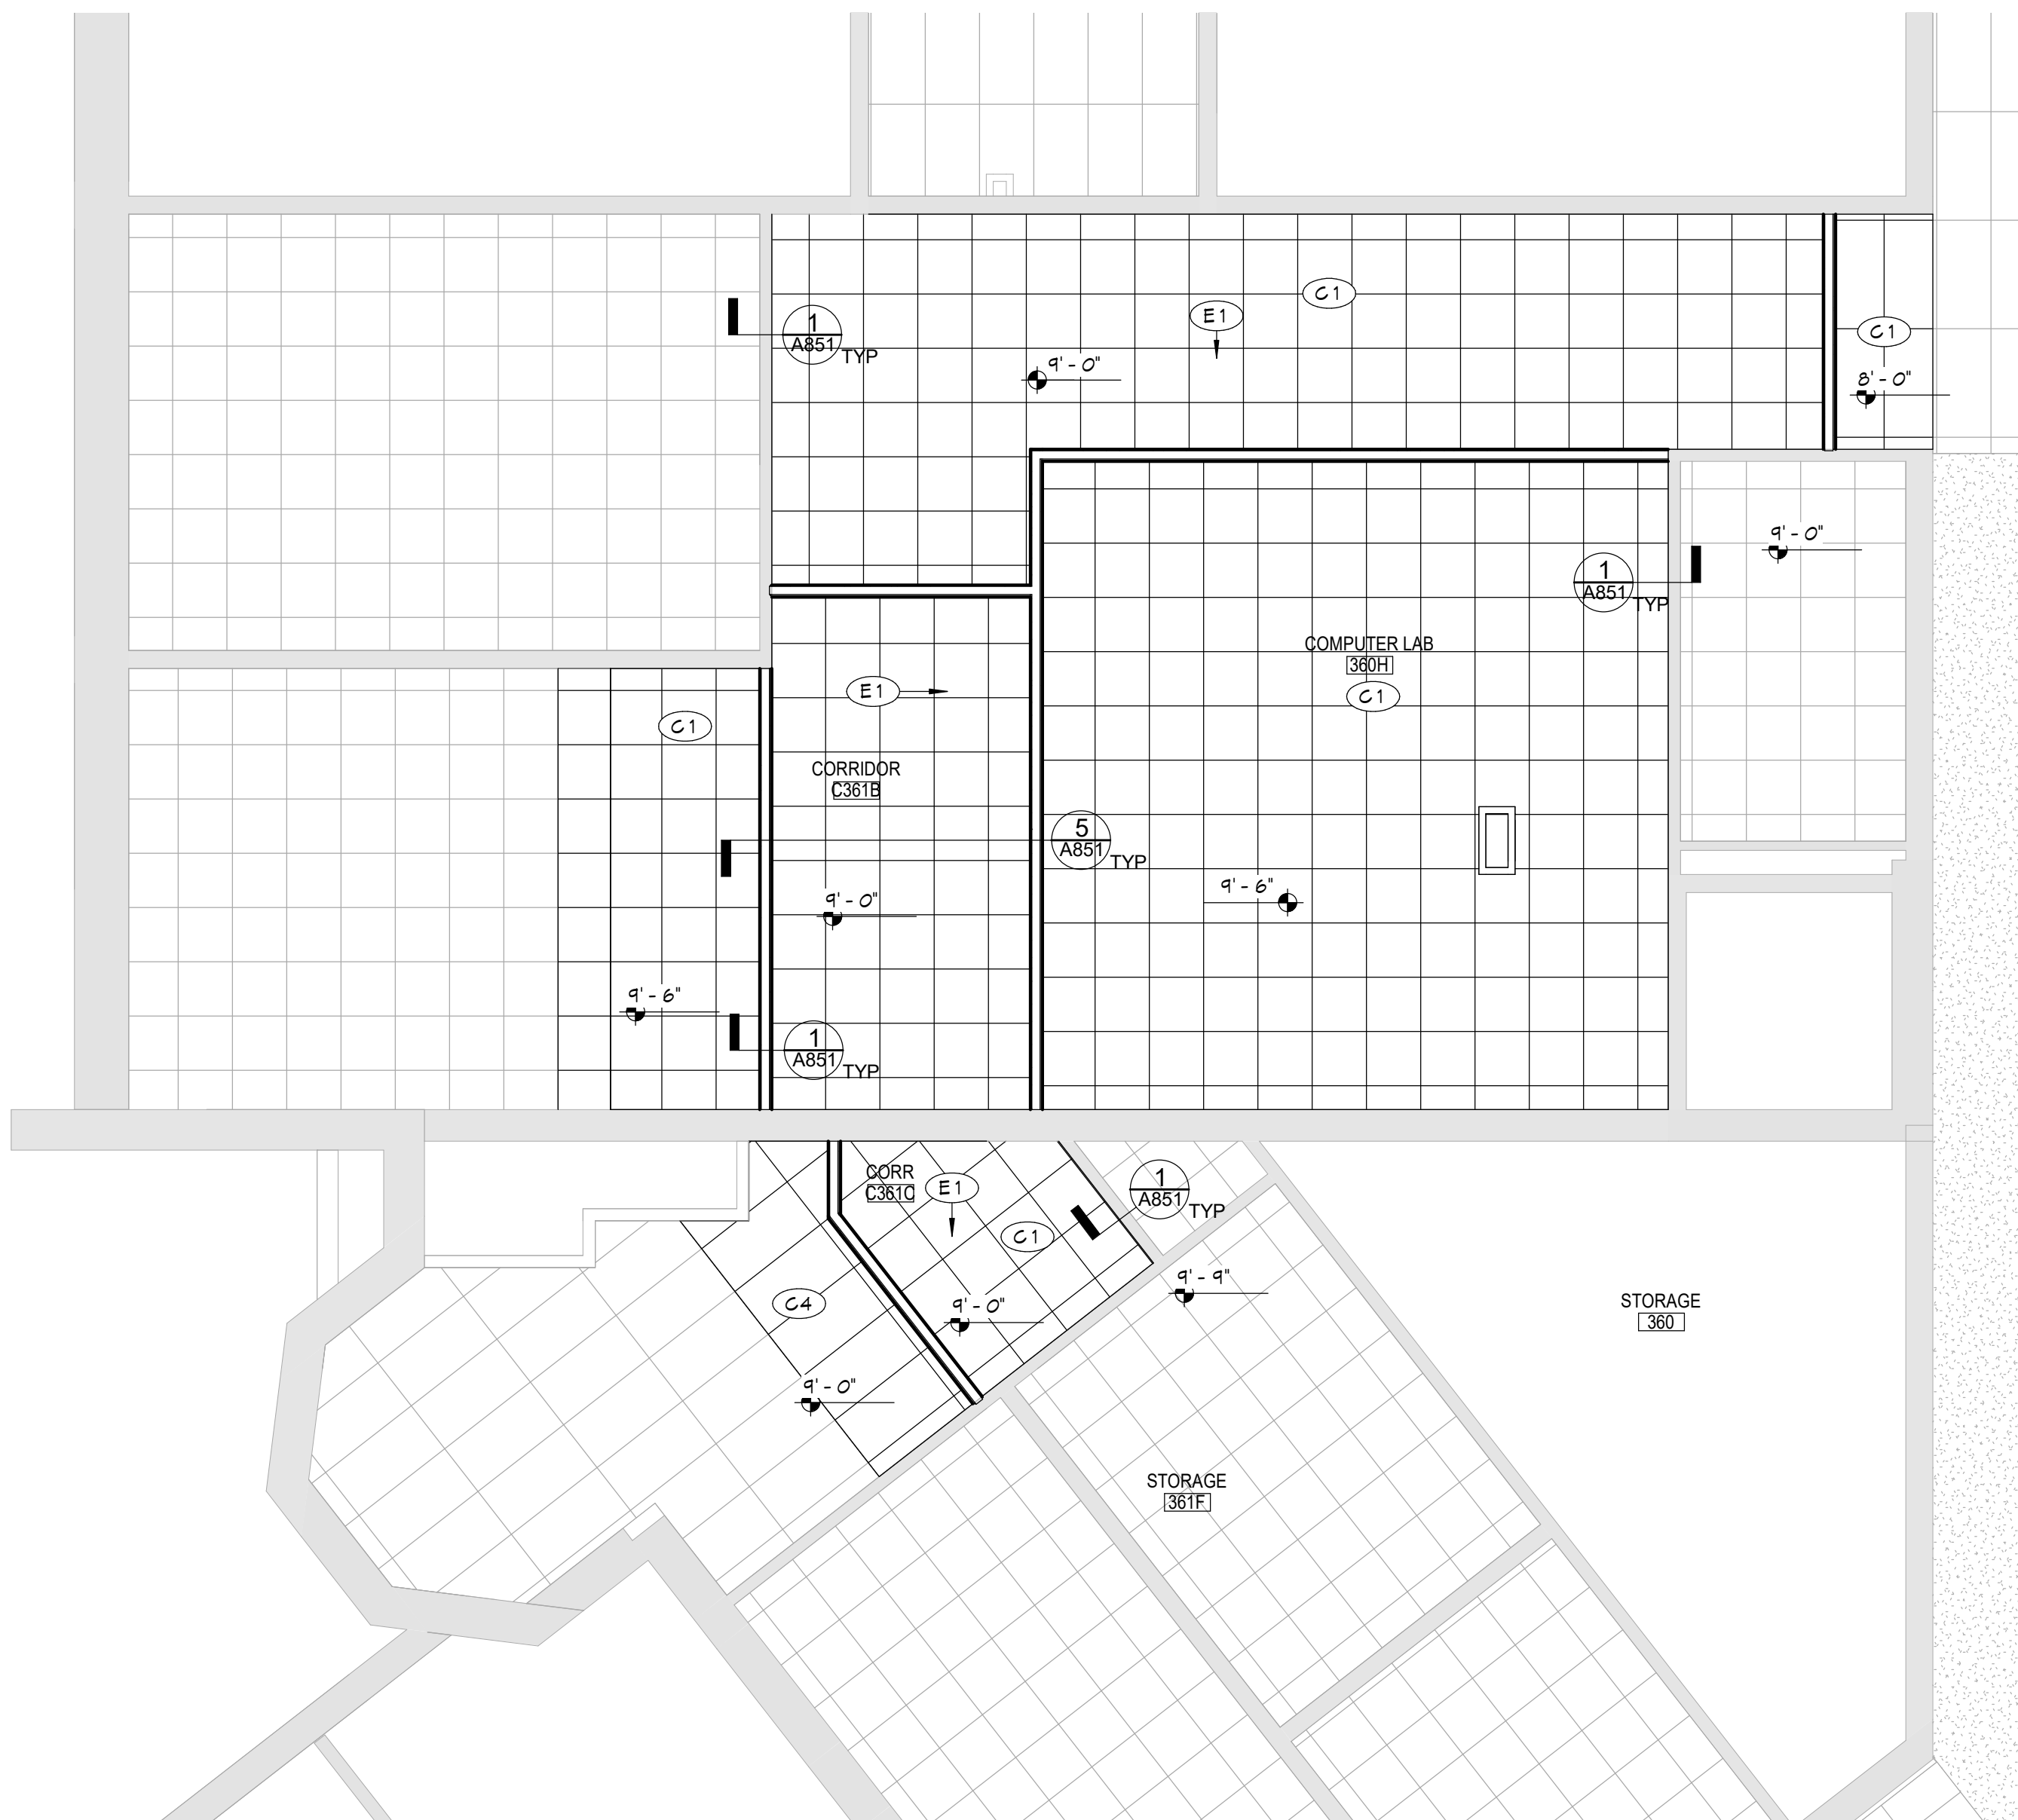 C1
E1
1
A851
TYP
C1
9' - 0"
8' - 0"
9' - 0"
1
A851
TYP
COMPUTER LAB
360H
C1
E1
C1
CORRIDOR
C361B
5
A851
TYP
9' - 6"
9' - 0"
9' - 6"
1
A851
TYP
CORR
C361C
E1
1
A851
TYP
C1
9' - 9"
C4
9' - 0"
STORAGE
360
9' - 0"
STORAGE
361F